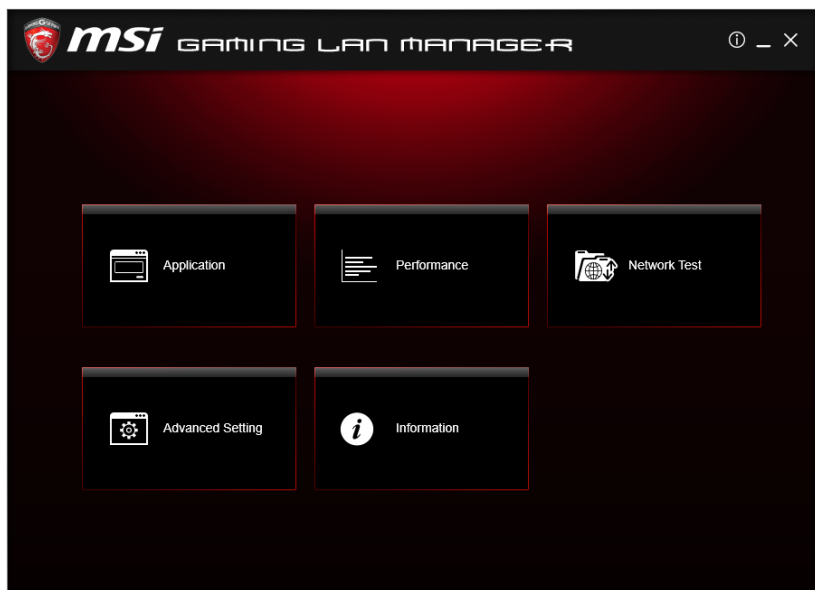 msi GAMING LAN MANAGER
Application
Performance
Network Test
Advanced Setting
Information